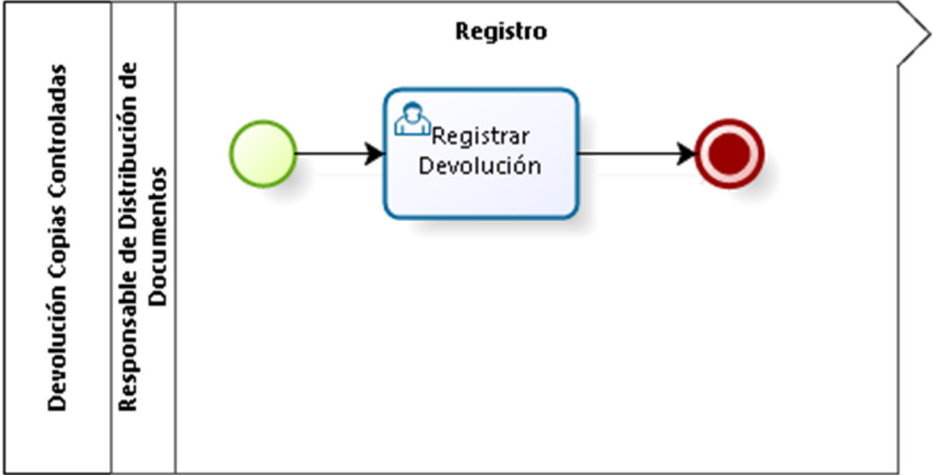 Devolución Copias Controladas
Responsable de Distribución de
Documentos
Registro
Registrar
Devolución